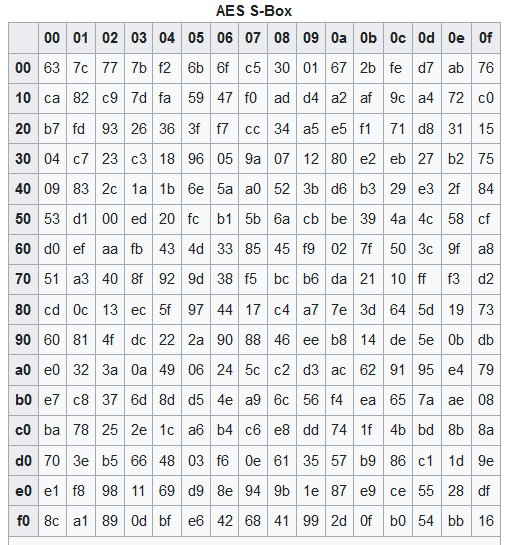 AES S-Box
00 01 02 03 04 05 06 07 08 09 0a 0b 0c 0d 0e 0f
00 63 7c 77 7b f2 6b 6f c5 30 01 67 2b fe d7 ab 76
10 ca 82 c9 7d fa 59 47 f0 ad d4 a2 af 9c a4 72 c0
20 b7 fd 93 26 36 3f f7 cc 34 a5 e5 f1 71 d8 31 15
30 04 c7 23 c3 18 96 05 9a 07 12 80 e2 eb 27 b2 75
40 09 83 2c 1a 1b 6e 5a a0 52 3b d6 b3 29 e3 2f 84
50 53 d1 00 ed 20 fc b1 5b 6a cb be 39 4a 4c 58 cf
60 d0 ef aa fb 43 4d 33 85 45 f9 02 7f 50 3c 9f a8
70 51 a3 40 8f 92 9d 38 f5 bc b6 da 21 10 ff f3 d2
80 cd 0c 13 ec 5f 97 44 17 c4 a7 7e 3d 64 5d 19 73
90 60 81 4f dc 22 2a 90 88 46 ee b8 14 de 5e 0b db
a0 e0 32 3a 0a 49 06 24 5c c2 d3 ac 62 91 95 e4 79
b0 e7 c8 37 6d 8d d5 4e a9 6c 56 f4 ea 65 7a ae 08
c0 ba 78 25 2e 1c a6 b4 c6 e8 dd 74 1f 4b bd 8b 8a
d0 70 3e b5 66 48 03 f6 0e 61 35 57 b9 86 c1 1d 9e
e0 e1 f8 98 11 69 d9 8e 94 9b 1e 87 e9 ce 55 28 df
f0 8c a1 89 0d bf e6 42 68 41 99 2d 0f b0 54 bb 16